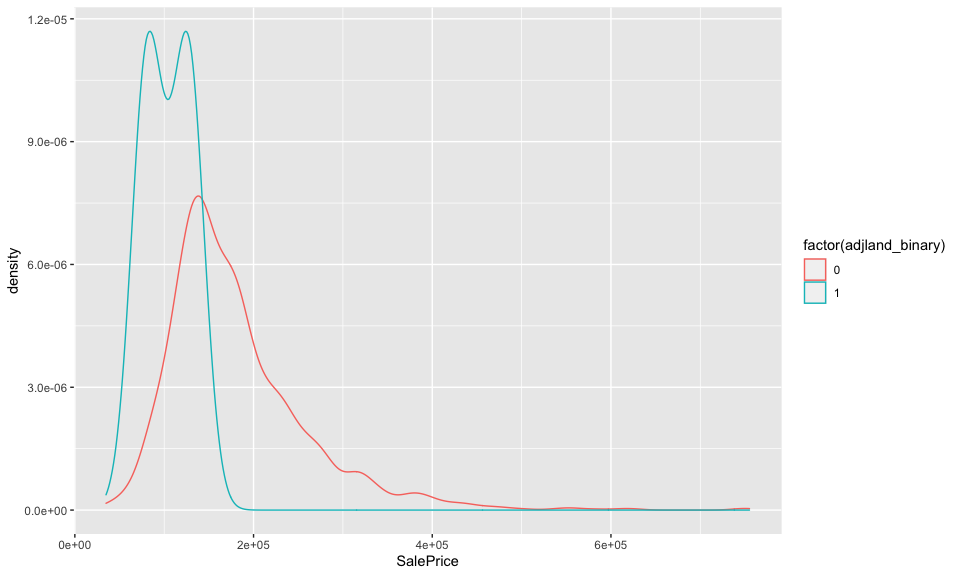 1.2e-05
9.0e-06
6.0e-06
3.0e-06
0.0e+00
density
0e+00 2e+05 4e+05 6e+05
SalePrice
factor(adjland_binary)
0
1